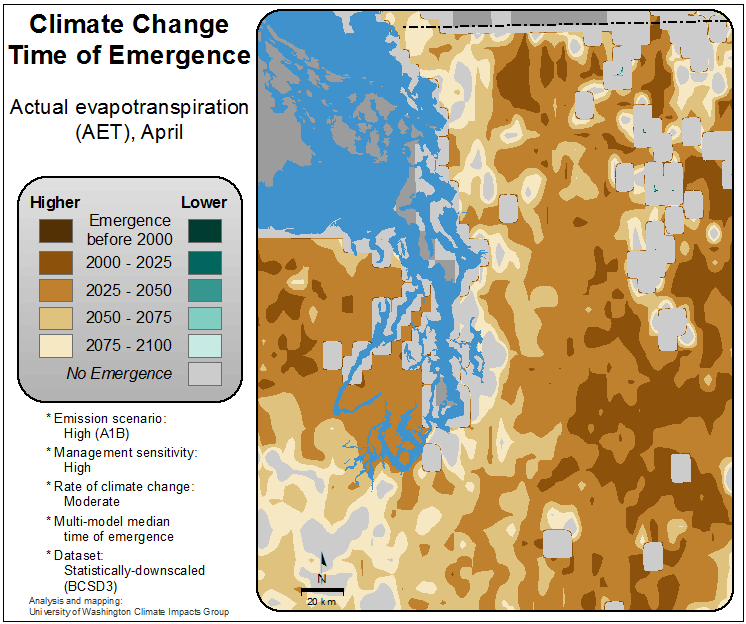 Climate Change
Time of Emergence
Actual evapotranspiration
(AET), April
Higher Lower
Emergence
before 2000
2000 - 2025
2025 - 2050
2050 - 2075
2075 - 2100
No Emergence
* Emission scenario:
High (A1B)
* Management sensitivity:
High
* Rate of climate change:
Moderate
* Multi-model median
time of emergence
* Dataset:
Statistically-downscaled
(BCSD3)
Analysis and mapping:
University of Washington Climate Impacts Group
N
20 km